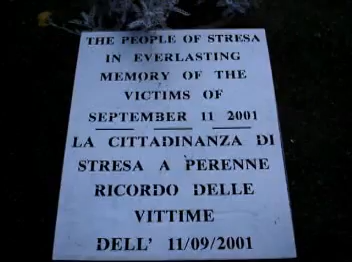 THE PEOPLE OF STRESA
IN EVERLASTING
MEMORY OF THE
VICTIMS OF
SEPTEMBER 11 2001
LA CITTADINANZA DI
STRESA A PERENNE
RICORDO DELLE
VITTIME
DELL' 11/09/2001